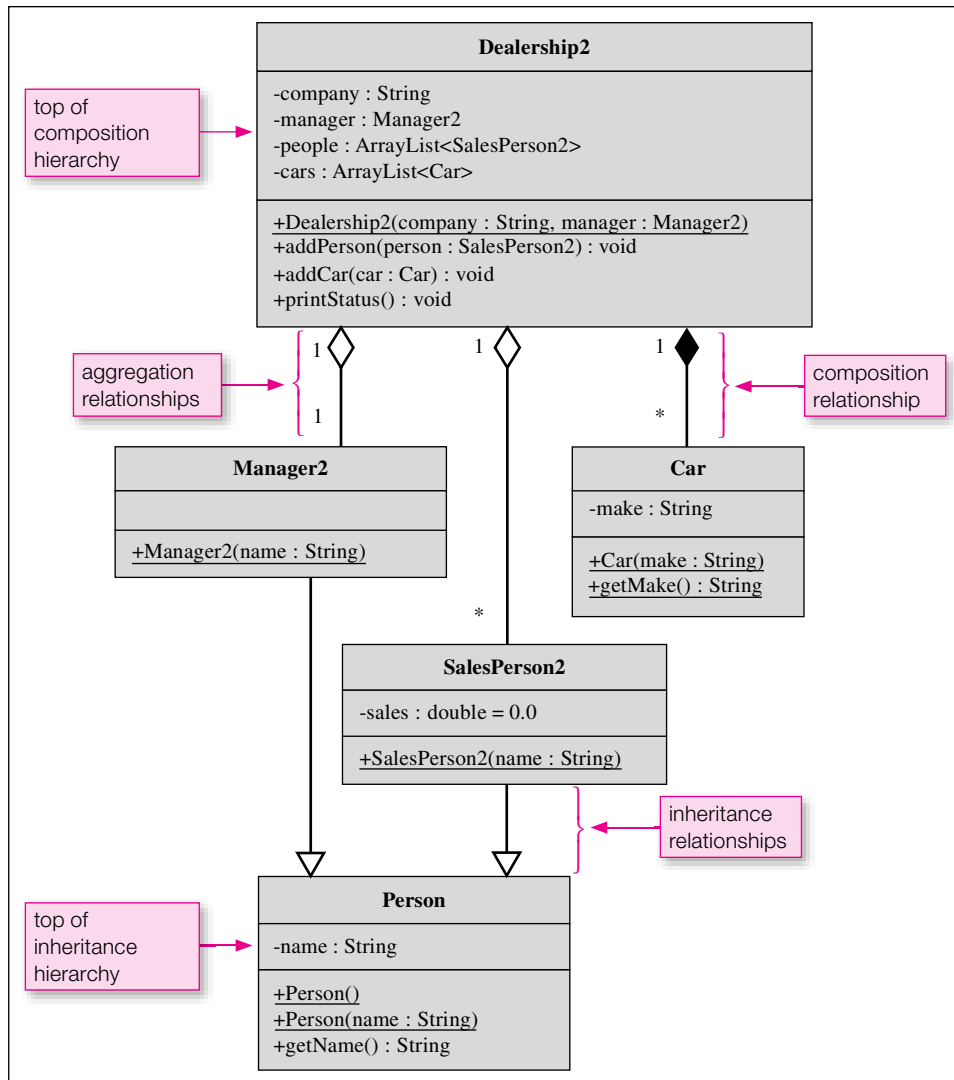 Dealership2
-company : String
-manager : Manager2
-people : ArrayList<SalesPerson2>
-cars : ArrayList<Car>
+Dealership2(company : String, manager : Manager2)
+addPerson(person : SalesPerson2) : void
+addCar(car : Car) : void
+printStatus() : void
top of
composition
hierarchy
1
1
1
aggregation
relationships
composition
relationship
1
*
Manager2
+Manager2(name : String)
Car
-make : String
+Car(make : String)
+getMake() : String
*
SalesPerson2
-sales : double = 0.0
+SalesPerson2(name : String)
inheritance
relationships
top of
inheritance
hierarchy
Person
-name : String
+Person()
+Person(name : String)
+getName() : String